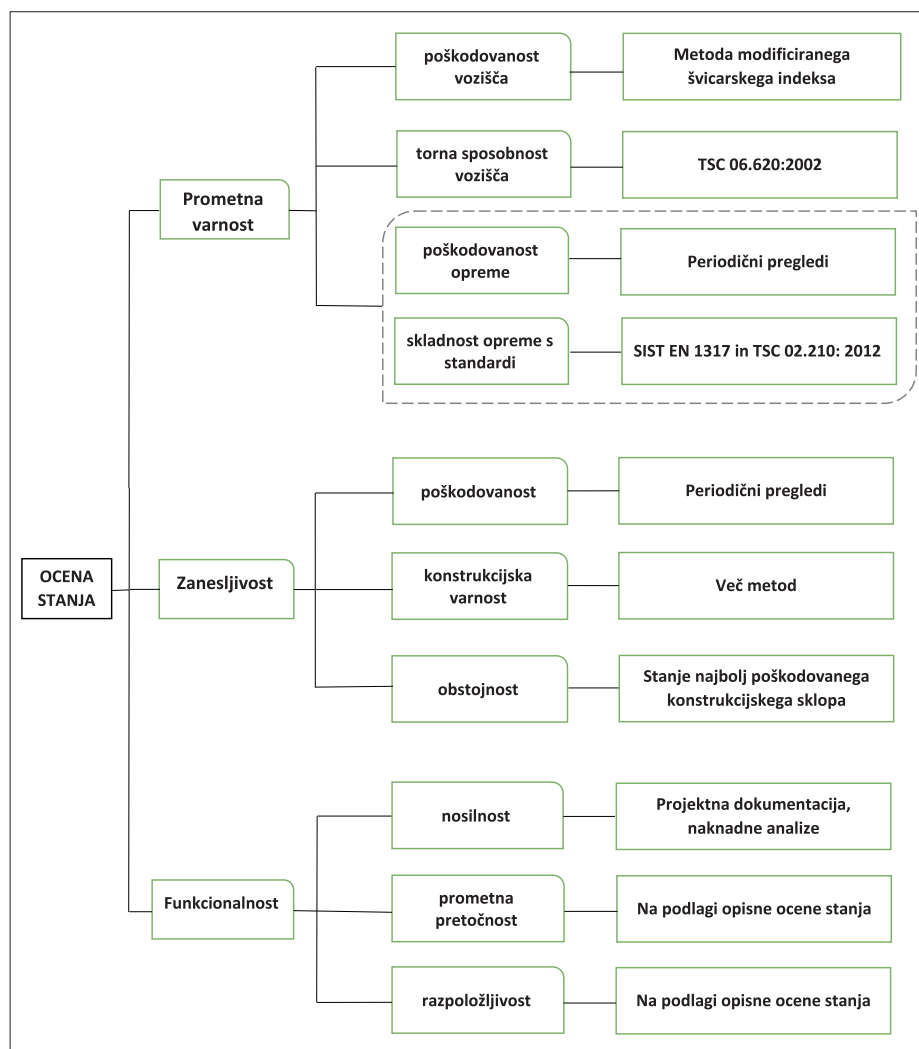 OCENA
STANJA
Prometna
varnost
poškodovanost
vozišča
Metoda modificiranega
švicarskega indeksa
torna sposobnost
vozišča
TSC 06.620:2002
poškodovanost
opreme
Periodični pregledi
skladnost opreme s
standardi
SIST EN 1317 in TSC 02.210: 2012
Zanesljivost
poškodovanost
Periodični pregledi
konstrukcijska
varnost
Več metod
obstojnost
Stanje najbolj poškodovanega
konstrukcijskega sklopa
Funkcionalnost
nosilnost
Projektna dokumentacija,
naknadne analize
prometna
pretočnost
Na podlagi opisne ocene stanja
razpoložljivost
Na podlagi opisne ocene stanja